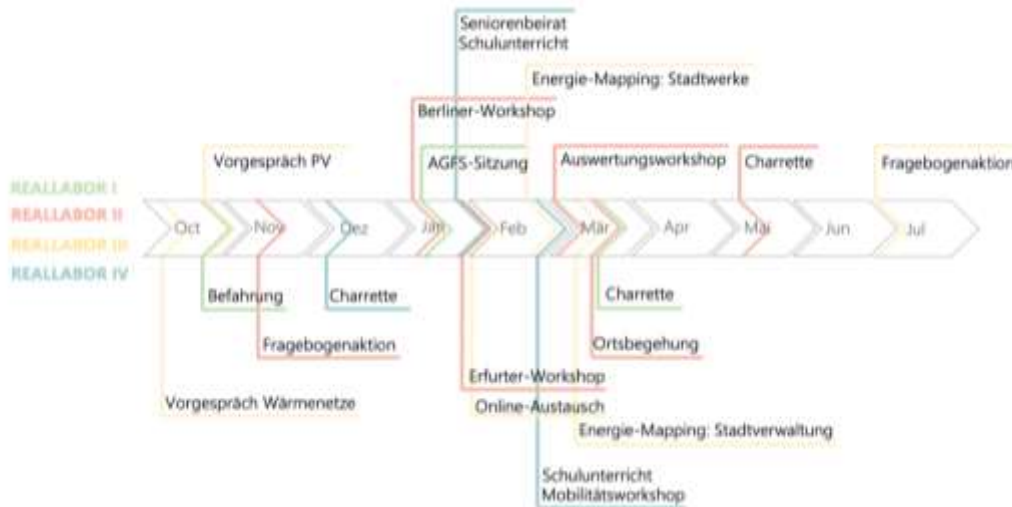 Seniorenbeirat
Schulunterricht
Energie-Mapping: Stadtwerke
Berliner-Workshop
Vorgespräch PV
AGFS-Sitzung
Auswertungsworkshop
Charrette
Fragebogenaktion
REALLABOR I
REALLABOR II
REALLABOR III
REALLABOR IV
Oct
Nov
Dez
Jan
Feb
Mär
Apr
Mai
Jun
Jul
Befahrung
Charrette
Charrette
Fragebogenaktion
Ortsbegehung
Erfurter-Workshop
Vorgespräch Wärmenetze
Online-Austausch
Energie-Mapping: Stadtverwaltung
Schulunterricht
Mobilitätsworkshop